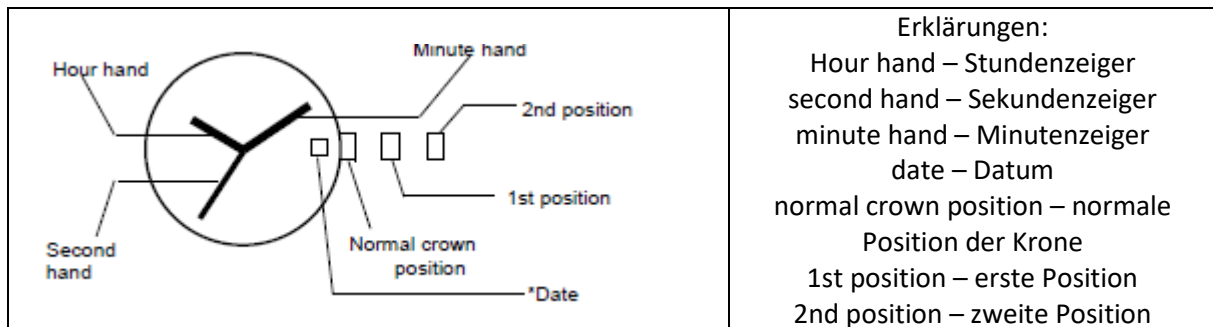 Minute hand
Hour hand
2nd position
1st position
Second
hand
Normal crown
position
*Date
Erklärungen:
Hour hand – Stundenzeiger
second hand – Sekundenzeiger
minute hand – Minutenzeiger
date – Datum
normal crown position – normale
Position der Krone
1st position – erste Position
2nd position – zweite Position